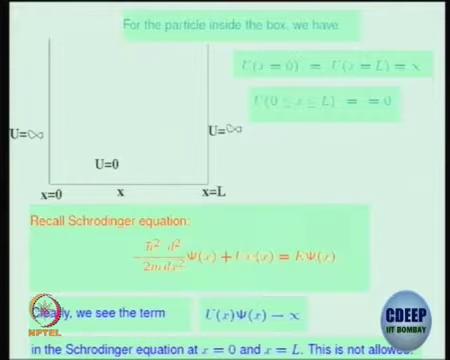 For the particle inside the box, we have
U(x = 0) = U(x = L) = ∞
U(0 ≤ x ≤ L) = = 0
U=∞
U=∞
U=0
x=0
x
x=L
Recall Schrodinger equation:
-ħ²/2m d²/dx² Ψ(x) + Uψ(x) = EΨ(x)
Clearly, we see the term
U(x)Ψ(x) → ∞
in the Schrodinger equation at x = 0 and x = L. This is not allowed.
NPTEL
CDEEP
IIT BOMBAY